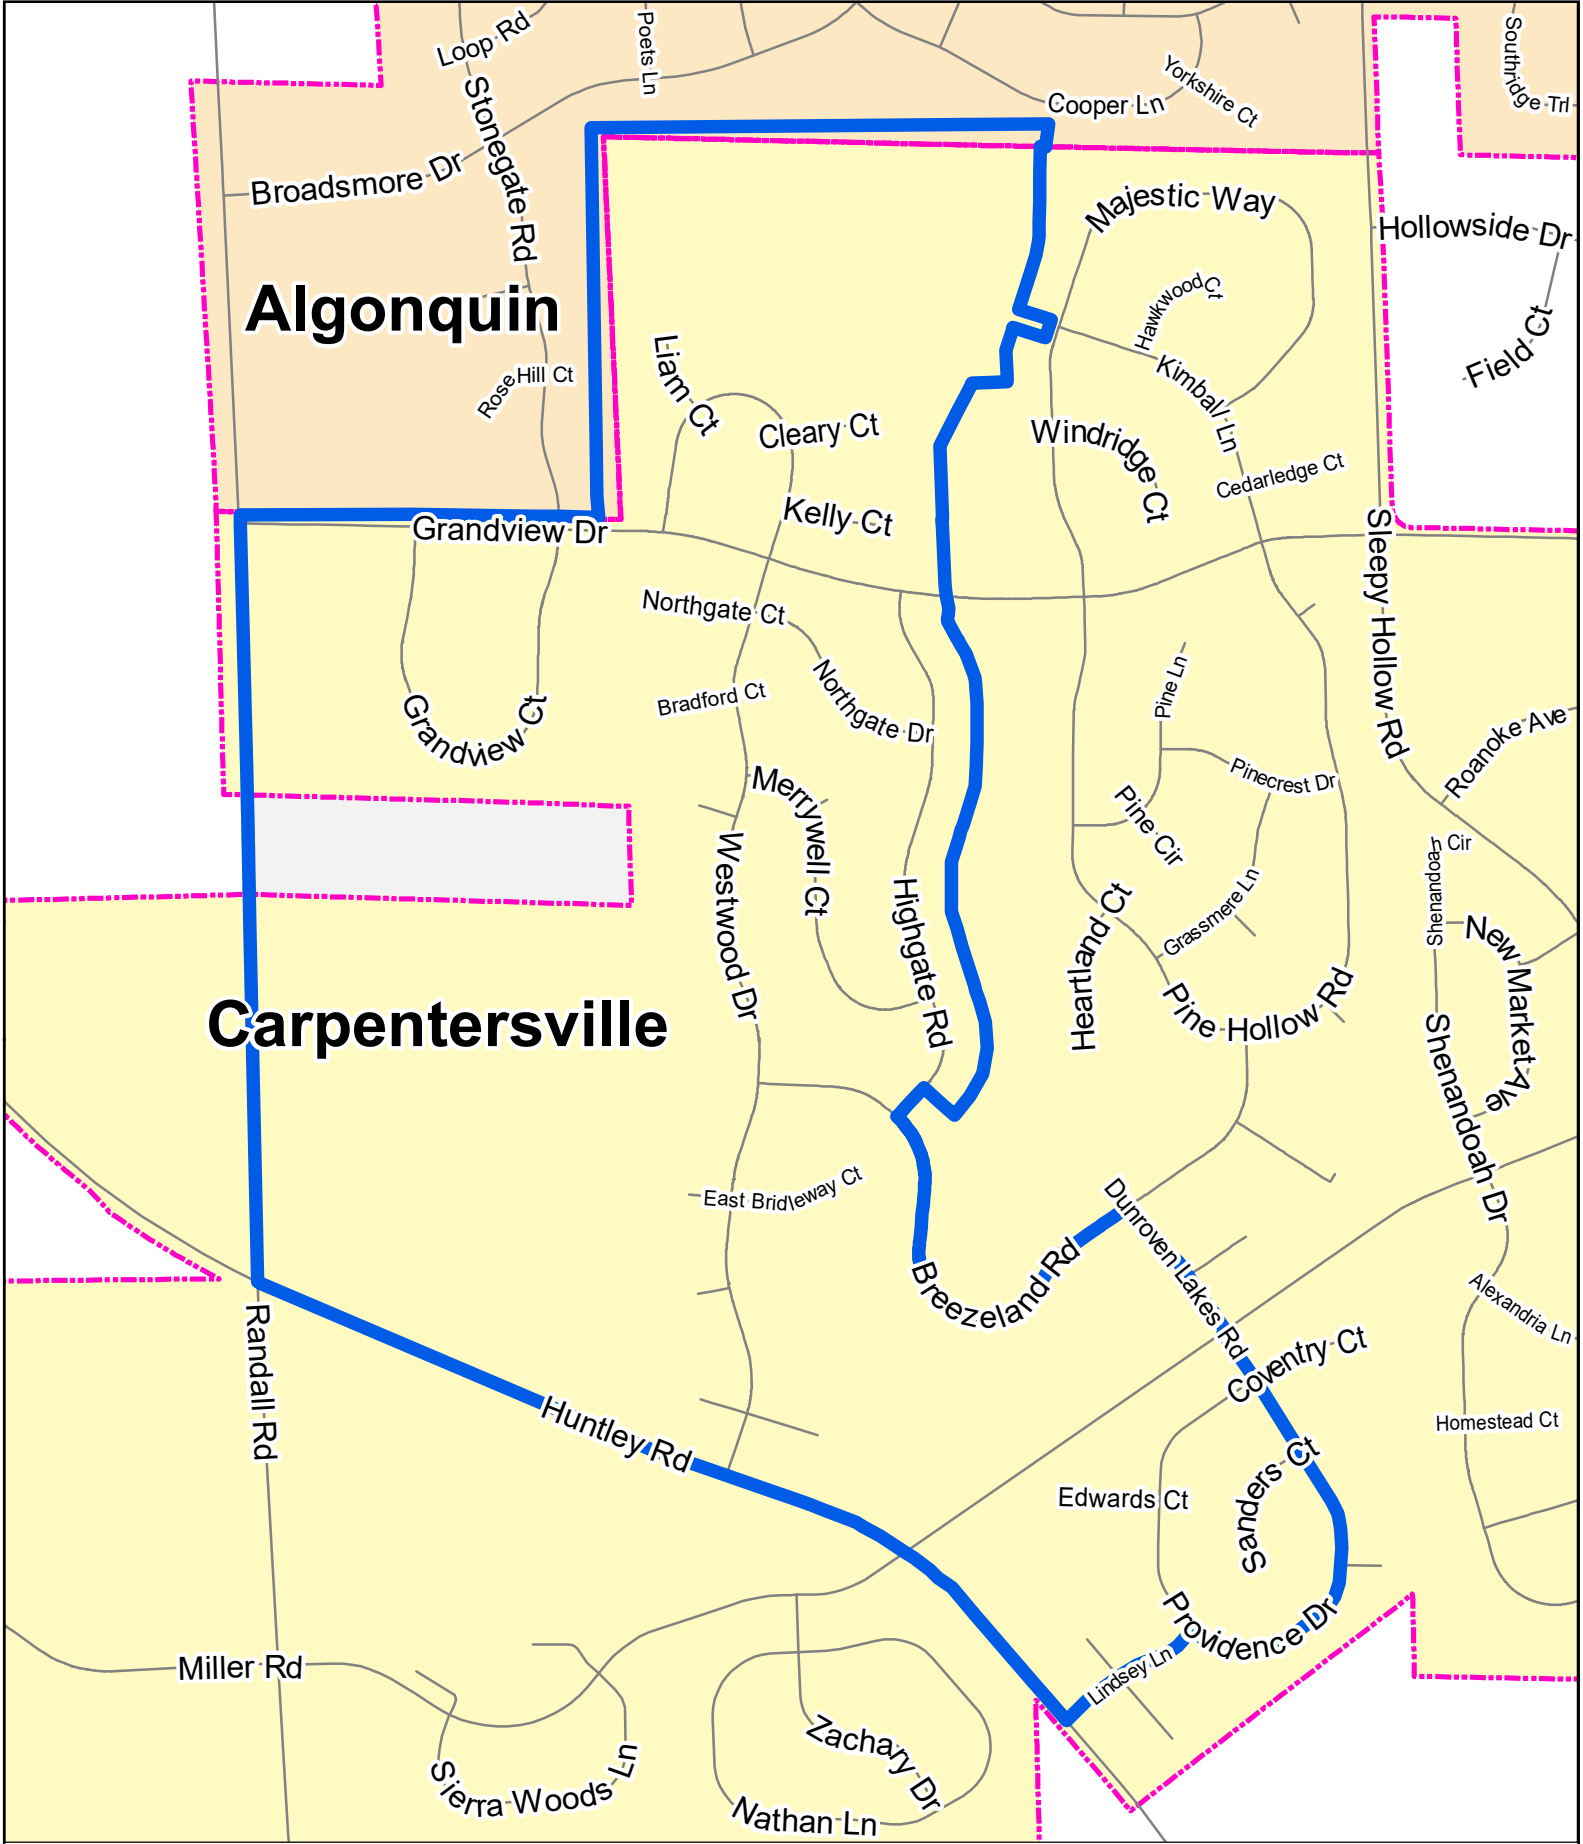 Loop Rd
Poets Ln
Southridge Trl
Stonegate Rd
Yorkshire Ct
Cooper Ln
Broadsmore Dr
Majestic Way
Hollowside Dr
Algonquin
Hawkwood Ct
Field Ct
Liam Ct
Rose Hill Ct
Kimball Ln
Cleary Ct
Windridge Ct
Cedarledge Ct
Kelly Ct
Grandview Dr
Sleepy Hollow Rd
Northgate Ct
Northgate Dr
Bradford Ct
Pine Ln
Grandview Ct
Roanoke Ave
Pinecrest Dr
Merrywell Ct
Pine Cir
Westwood Dr
Shenandoah Cir
Highgate Rd
Grassmere Ln
Heartland Ct
New Market Ave
Carpentersville
Pine Hollow Rd
Shenandoah Dr
East Bridleway Ct
Dunroven Lakes Rd
Breezeland Rd
Alexandria Ln
Randall Rd
Coventry Ct
Huntley Rd
Homestead Ct
Sanders Ct
Edwards Ct
Providence Dr
Lindsey Ln
Miller Rd
Zachary Dr
Sierra Woods Ln
Nathan Ln